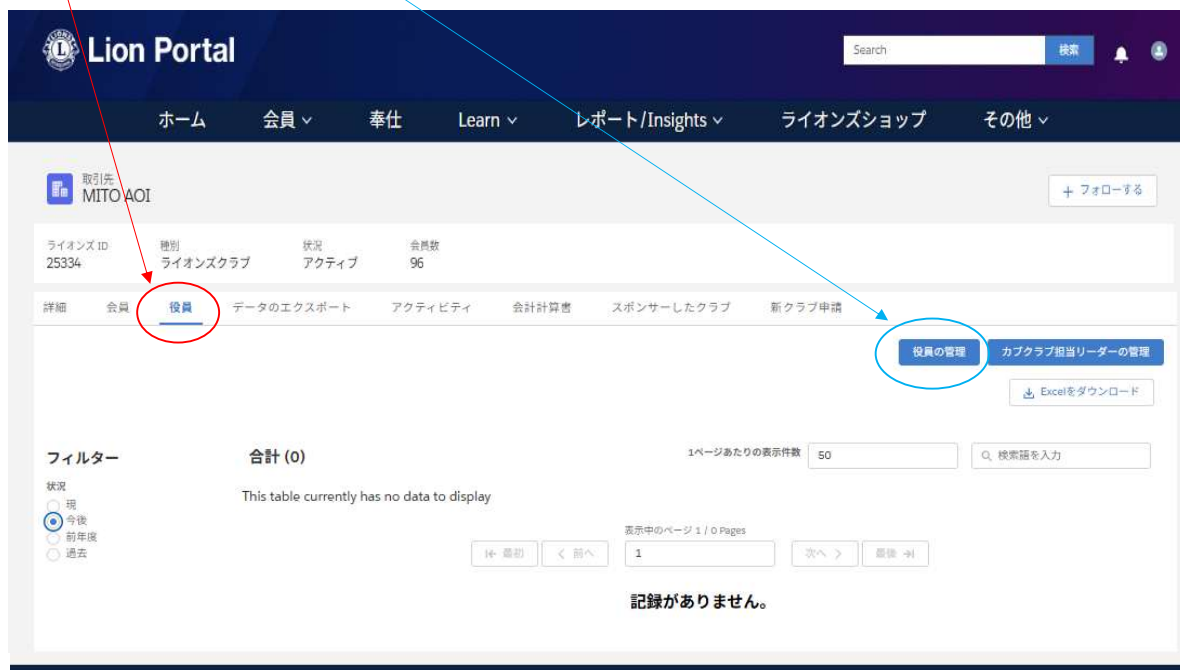 Lion Portal
Search
検索
ホーム 会員 奉仕 Learn レポート/Insights ライオンズショップ その他
取引先
MITO AOI
+ フォローする
ライオンズ ID 種別 状況 会員数
25334 ライオンズクラブ アクティブ 96
詳細 会員 役員 データのエクスポート アクティビティ 会計計算書 スポンサーしたクラブ 新クラブ申請
役員の管理 カブクラブ担当リーダーの管理
Excelをダウンロード
フィルター 合計 (0) 1ページあたりの表示件数 50 検索語を入力
状況
現
今後
前年度
過去
This table currently has no data to display
表示中のページ 1 / 0 Pages
最初 前へ 1 次へ 最後
記録がありません。